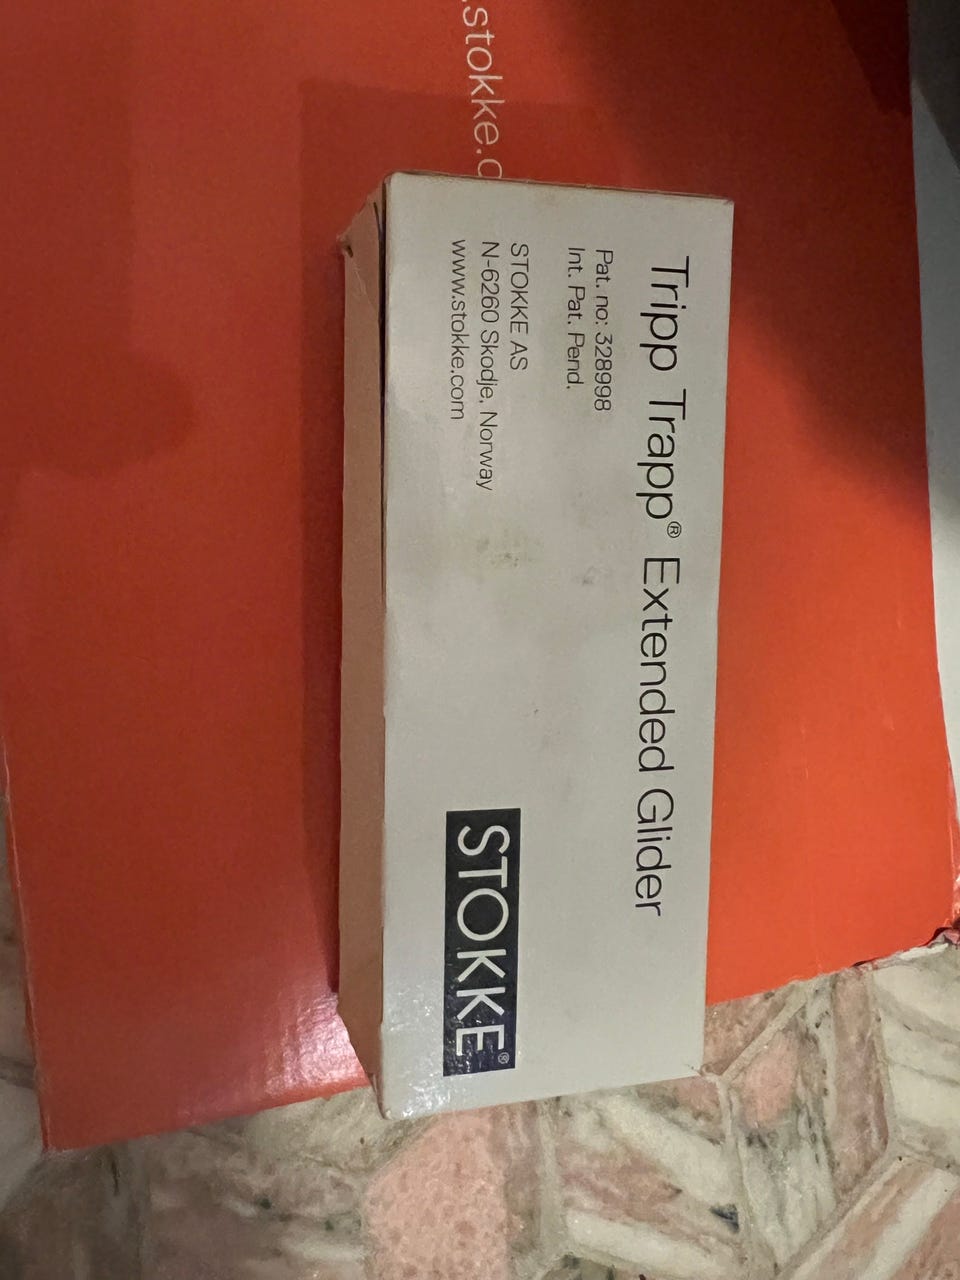 .stokke.c
Tripp Trapp® Extended Glider
Pat. no: 328998
Int. Pat. Pend.
STOKKE AS
N-6260 Skodje, Norway
www.stokke.com
STOKKE®